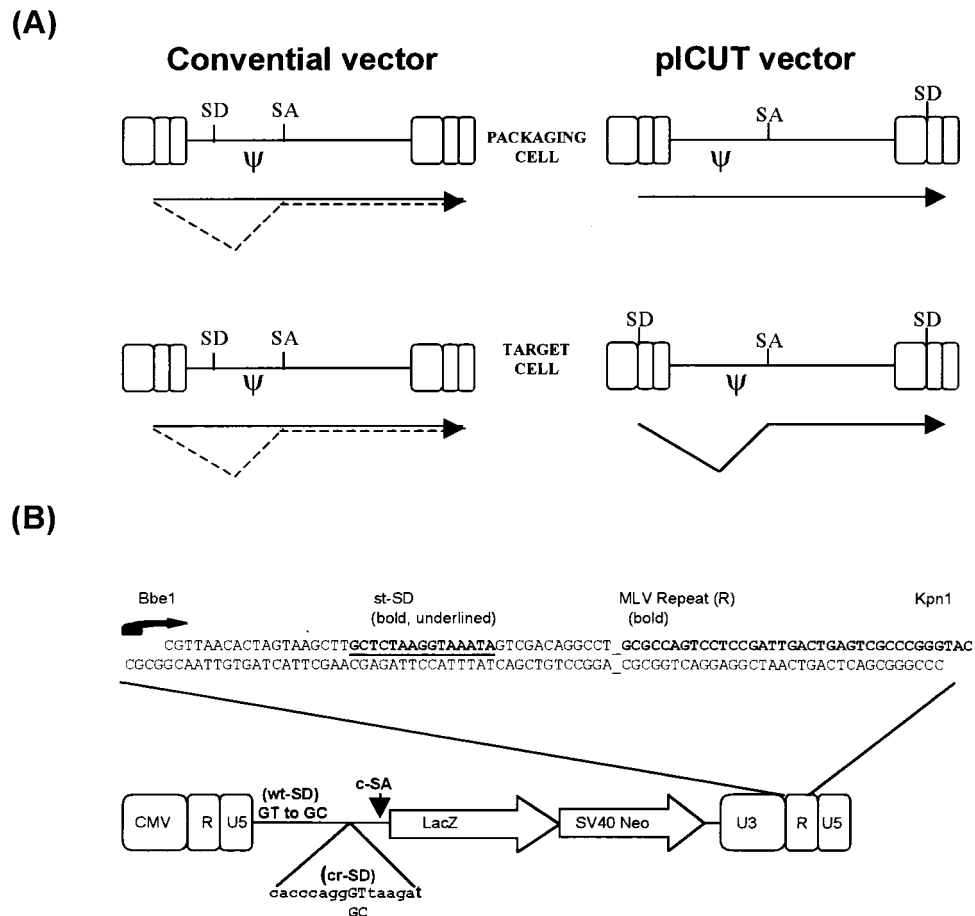 (A)
Convential vector
pICUT vector
SD
SA
ψ
PACKAGING
CELL
SD
SA
ψ
SD
SA
ψ
TARGET
CELL
SD
SD
SA
ψ
(B)
Bbe1
st-SD
(bold, underlined)
MLV Repeat (R)
(bold)
Kpn1
CGTTAACACTAGTAAGCTTGCTCTAAGGTAAATAGTCGACAGGCCT_GCGCCAGTCCTCCGATTGACTGAGTCGCCCGGGTAC
CGCGGCAATTGTGATCATTCGAACGAGATTCCATTTATCAGCTGTCCGGA_CGCGGTCAGGAGGCTAACTGACTCAGCGGGCCC
CMV
R
U5
(wt-SD)
GT to GC
c-SA
LacZ
SV40 Neo
U3
R
U5
(cr-SD)
cacccaggGTtaagat
GC